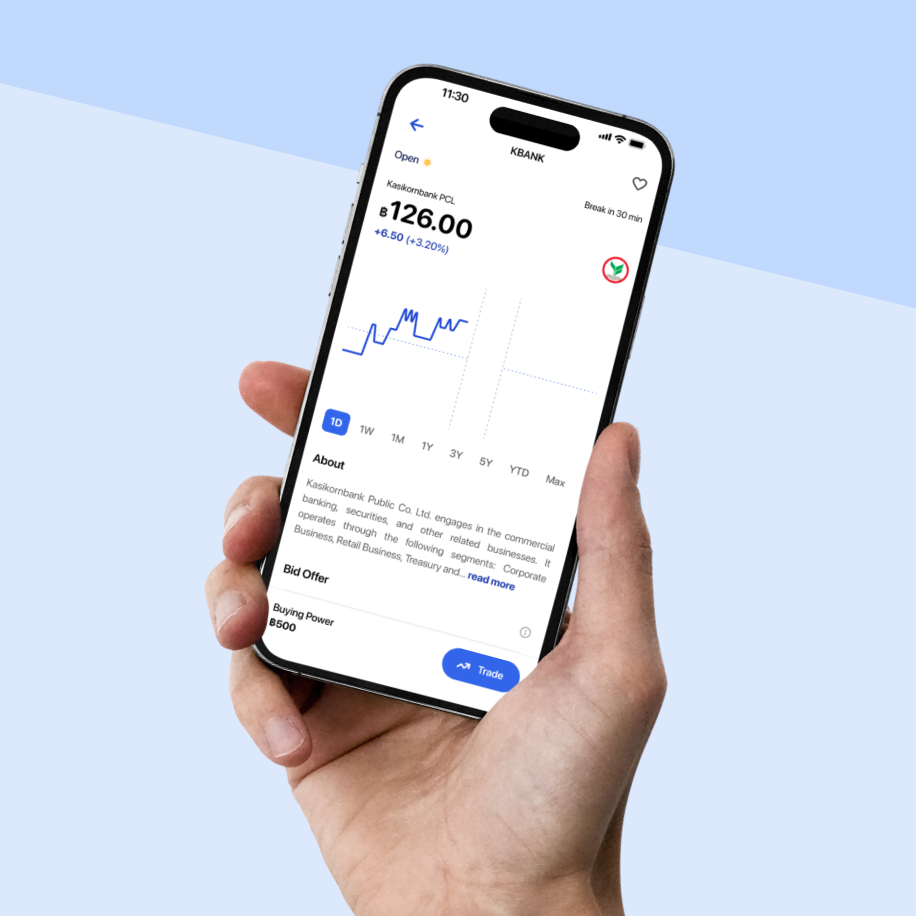 11:30
KBANK
Open
Break in 30 min
Kasikornbank PCL
฿126.00
+6.50 (+3.20%)
1D 1W 1M 1Y 3Y 5Y YTD Max
About
Kasikornbank Public Co. Ltd. engages in the commercial
banking, securities, and other related businesses. It
operates through the following segments: Corporate
Business, Retail Business, Treasury and... read more
Bid Offer
Buying Power
฿500
Trade